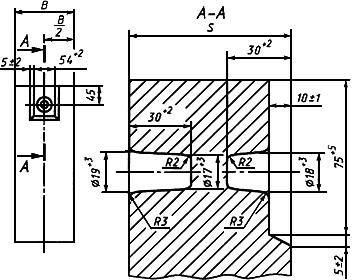 B
B
2
A
5±2
54⁺²
45
A
A–A
S
30⁺²
10±1
30⁺²
R2
R2
Ø19⁺³
Ø17⁺³
Ø18⁺³
75⁺⁵
R3
R3
5±2